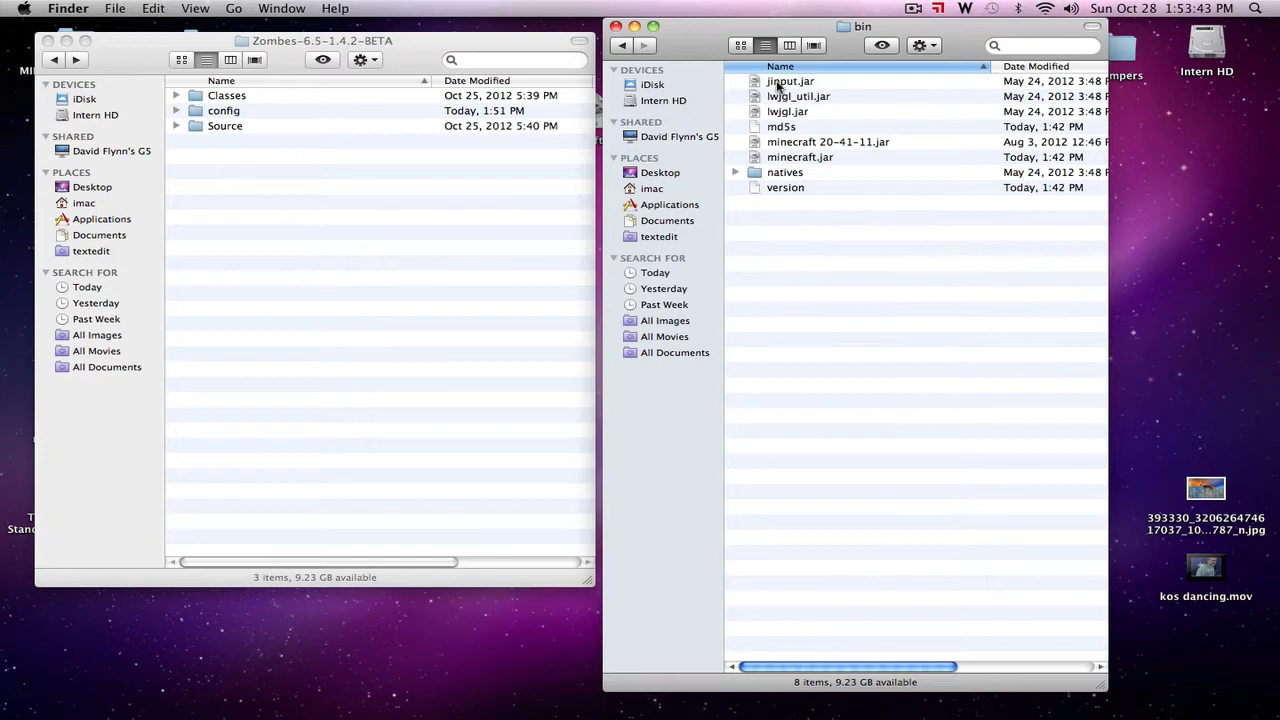 Finder File Edit View Go Window Help
Sun Oct 28 1:53:43 PM
Zombes-6.5-1.4.2-BETA
DEVICES
iDisk
Intern HD
SHARED
David Flynn's G5
PLACES
Desktop
imac
Applications
Documents
textedit
SEARCH FOR
Today
Yesterday
Past Week
All Images
All Movies
All Documents
Name Date Modified
Classes Oct 25, 2012 5:39 PM
config Today, 1:51 PM
Source Oct 25, 2012 5:40 PM
3 items, 9.23 GB available
bin
DEVICES
iDisk
Intern HD
SHARED
David Flynn's G5
PLACES
Desktop
imac
Applications
Documents
textedit
SEARCH FOR
Today
Yesterday
Past Week
All Images
All Movies
All Documents
Name Date Modified
jinput.jar May 24, 2012 3:48
lwjgl_util.jar May 24, 2012 3:48
lwjgl.jar May 24, 2012 3:48
md5s Today, 1:42 PM
minecraft 20-41-11.jar Aug 3, 2012 12:46
minecraft.jar Today, 1:42 PM
natives May 24, 2012 3:48
version Today, 1:42 PM
8 items, 9.23 GB available
Intern HD
393330_3206264746
17037_10...787_n.jpg
kos dancing.mov